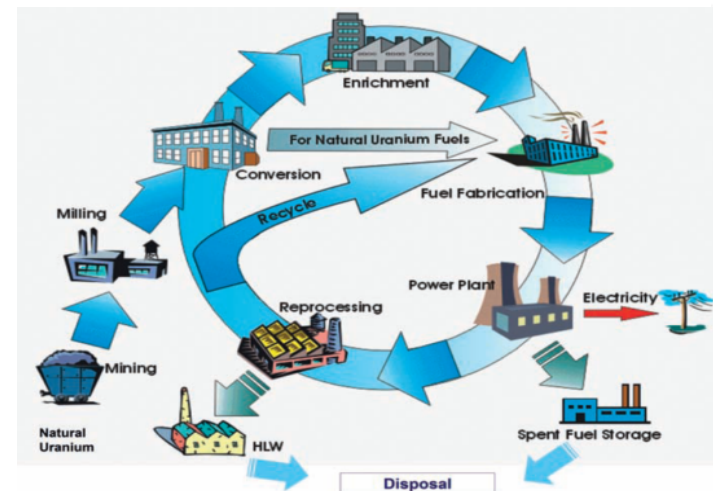 Enrichment
For Natural Uranium Fuels
Conversion
Fuel Fabrication
Milling
Recycle
Power Plant
Electricity
Reprocessing
Mining
Natural
Uranium
HLW
Spent Fuel Storage
Disposal